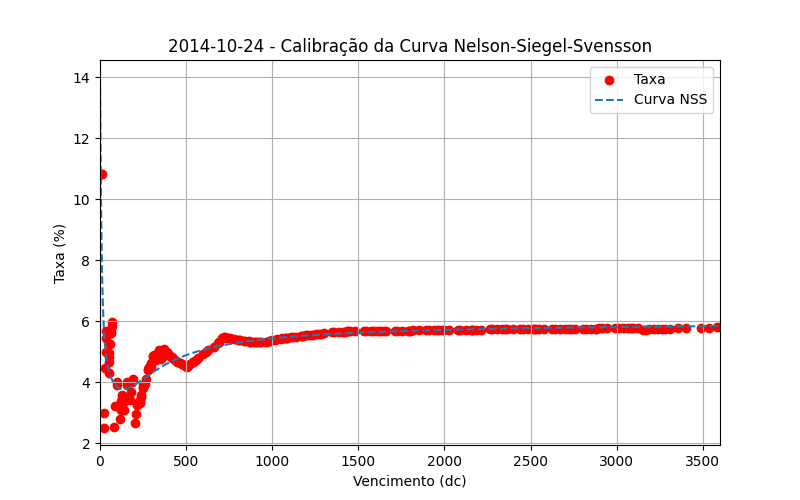 2014-10-24 - Calibração da Curva Nelson-Siegel-Svensson
Taxa
Curva NSS
Taxa (%)
14
12
10
8
6
4
2
0 500 1000 1500 2000 2500 3000 3500
Vencimento (dc)